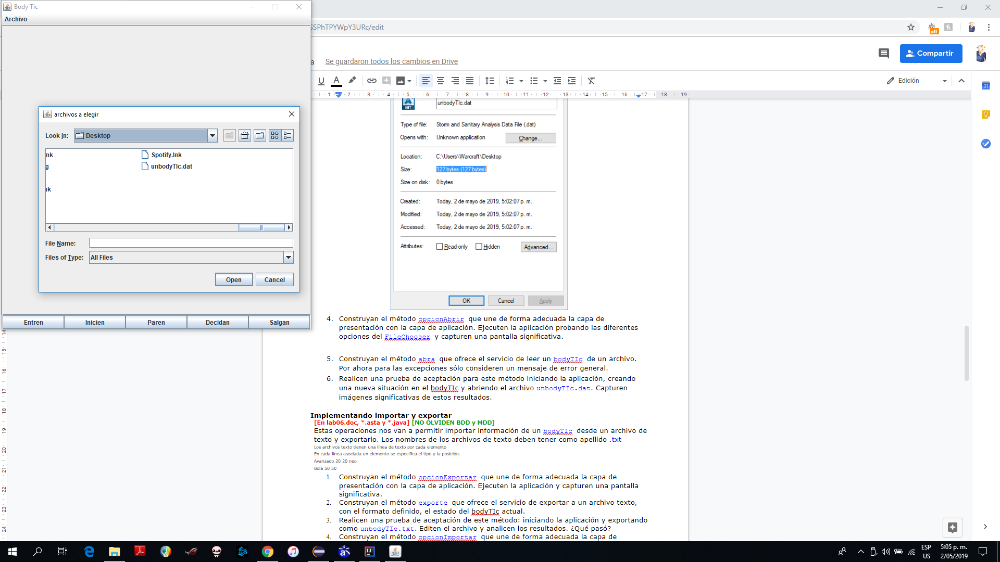 Body Tic
Archivo
archivos a elegir
Look In:
Desktop
nk
Spotify.lnk
g
unbodyTIc.dat
File Name:
Files of Type:
All Files
Open
Cancel
Entren
Inicien
Paren
Decidan
Salgan
SSPhTPYWpY3URc/edit
off
a
Se guardaron todos los cambios en Drive
Compartir
Edición
1 2 3 4 5 6 7 8 9 10 11 12 13 14 15 16 17 18 19
DAT
unbodyTIc.dat
Type of file: Storm and Sanitary Analysis Data File (.dat)
Opens with: Unknown application
Change...
Location: C:\Users\Warcraft\Desktop
Size: 127 bytes (127 bytes)
Size on disk: 0 bytes
Created: Today, 2 de mayo de 2019, 5:02:07 p. m.
Modified: Today, 2 de mayo de 2019, 5:02:07 p. m.
Accessed: Today, 2 de mayo de 2019, 5:02:07 p. m.
Attributes: Read-only Hidden
Advanced...
OK
Cancel
Apply
4. Construyan el método opcionAbrir que une de forma adecuada la capa de
presentación con la capa de aplicación. Ejecuten la aplicación probando las diferentes
opciones del FileChooser y capturen una pantalla significativa.
5. Construyan el método abra que ofrece el servicio de leer un bodyTIc de un archivo.
Por ahora para las excepciones sólo consideren un mensaje de error general.
6. Realicen una prueba de aceptación para este método iniciando la aplicación, creando
una nueva situación en el bodyTIc y abriendo el archivo unbodyTIc.dat. Capturen
imágenes significativas de estos resultados.
Implementando importar y exportar
[En lab06.doc, *.asta y *.java] [NO OLVIDEN BDD y MDD]
Estas operaciones nos van a permitir importar información de un bodyTIc desde un archivo de
texto y exportarlo. Los nombres de los archivos de texto deben tener como apellido .txt
Los archivos texto tienen una línea de texto por cada elemento
En cada línea asociada un elemento se especifica el tipo y la posición.
Avanzado 20 20 neo
Bola 50 50
1. Construyan el método opcionExportar que une de forma adecuada la capa de
presentación con la capa de aplicación. Ejecuten la aplicación y capturen una pantalla
significativa.
2. Construyan el método exporte que ofrece el servicio de exportar a un archivo texto,
con el formato definido, el estado del bodyTIc actual.
3. Realicen una prueba de aceptación de este método: iniciando la aplicación y exportando
como unbodyTIc.txt. Editen el archivo y analicen los resultados. ¿Qué pasó?
4. Construyan el método opcionImportar que une de forma adecuada la capa de
14
15
16
17
18
19
20
21
22
23
24
31
IJ
ESP
US
5:05 p. m.
2/05/2019